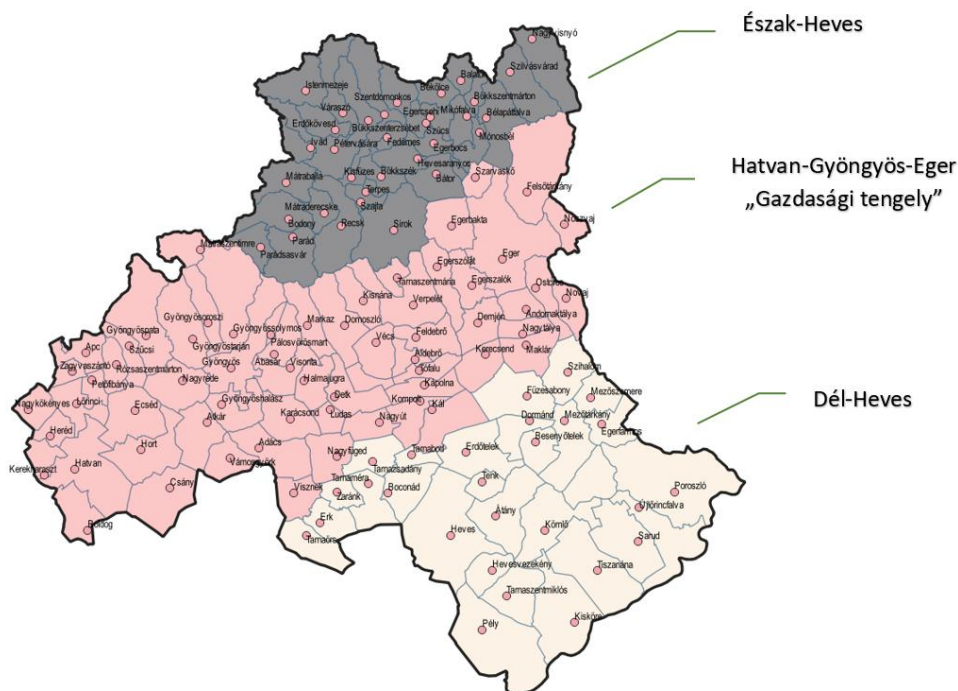 Észak-Heves
Hatvan-Gyöngyös-Eger
„Gazdasági tengely”
Dél-Heves
Nagyvisnyó
Szilvásvárad
Balaton
Bekölce
Istenmezeje
Szentdomonkos
Bükkszentmárton
Váraszó
Egercsehi
Mikófalva
Bélapátfalva
Erdőkövesd
Bükkszenterzsébet
Szúcs
Mónosbél
Ivád
Pétervására
Fedémes
Egerbocs
Hevesaranyos
Mátraballa
Kisfüzes
Bükkszék
Bátor
Szarvaskő
Felsőtárkány
Terpes
Mátraderecske
Szajla
Bodony
Recsk
Sirok
Egerbakta
Noszvaj
Parád
Mátraszentimre
Parádsasvár
Eger
Egerszólát
Tarnaszentmária
Egerszalók
Ostoros
Novaj
Kisnána
Verpelét
Andornaktálya
Gyöngyösoroszi
Markaz
Domoszló
Demjén
Nagytálya
Gyöngyöspata
Gyöngyössolymos
Feldebrő
Vécs
Szűcsi
Gyöngyöstarján
Pálosvörösmart
Kerecsend
Maklár
Apc
Abasár
Visonta
Aldebrő
Zagyvaszántó
Rózsaszentmárton
Gyöngyös
Tófalu
Szihalom
Petőfibánya
Nagyréde
Halmajugra
Kápolna
Füzesabony
Mezőszemere
Lőrinci
Gyöngyöshalász
Detk
Kompolt
Kál
Nagykökényes
Ecséd
Atkár
Karácsond
Ludas
Nagyút
Dormánd
Mezőtárkány
Egerfarmos
Heréd
Hort
Adács
Nagyfüged
Tarnabod
Erdőtelek
Besenyőtelek
Hatvan
Vámosgyörk
Tarnazsadány
Kerekharaszt
Csány
Visznek
Tarnaméra
Zaránk
Boconád
Tenk
Poroszló
Boldog
Erk
Átány
Újlőrincfalva
Tarnaörs
Heves
Kömlő
Sarud
Hevesvezekény
Tiszanána
Tarnaszentmiklós
Pély
Kisköre